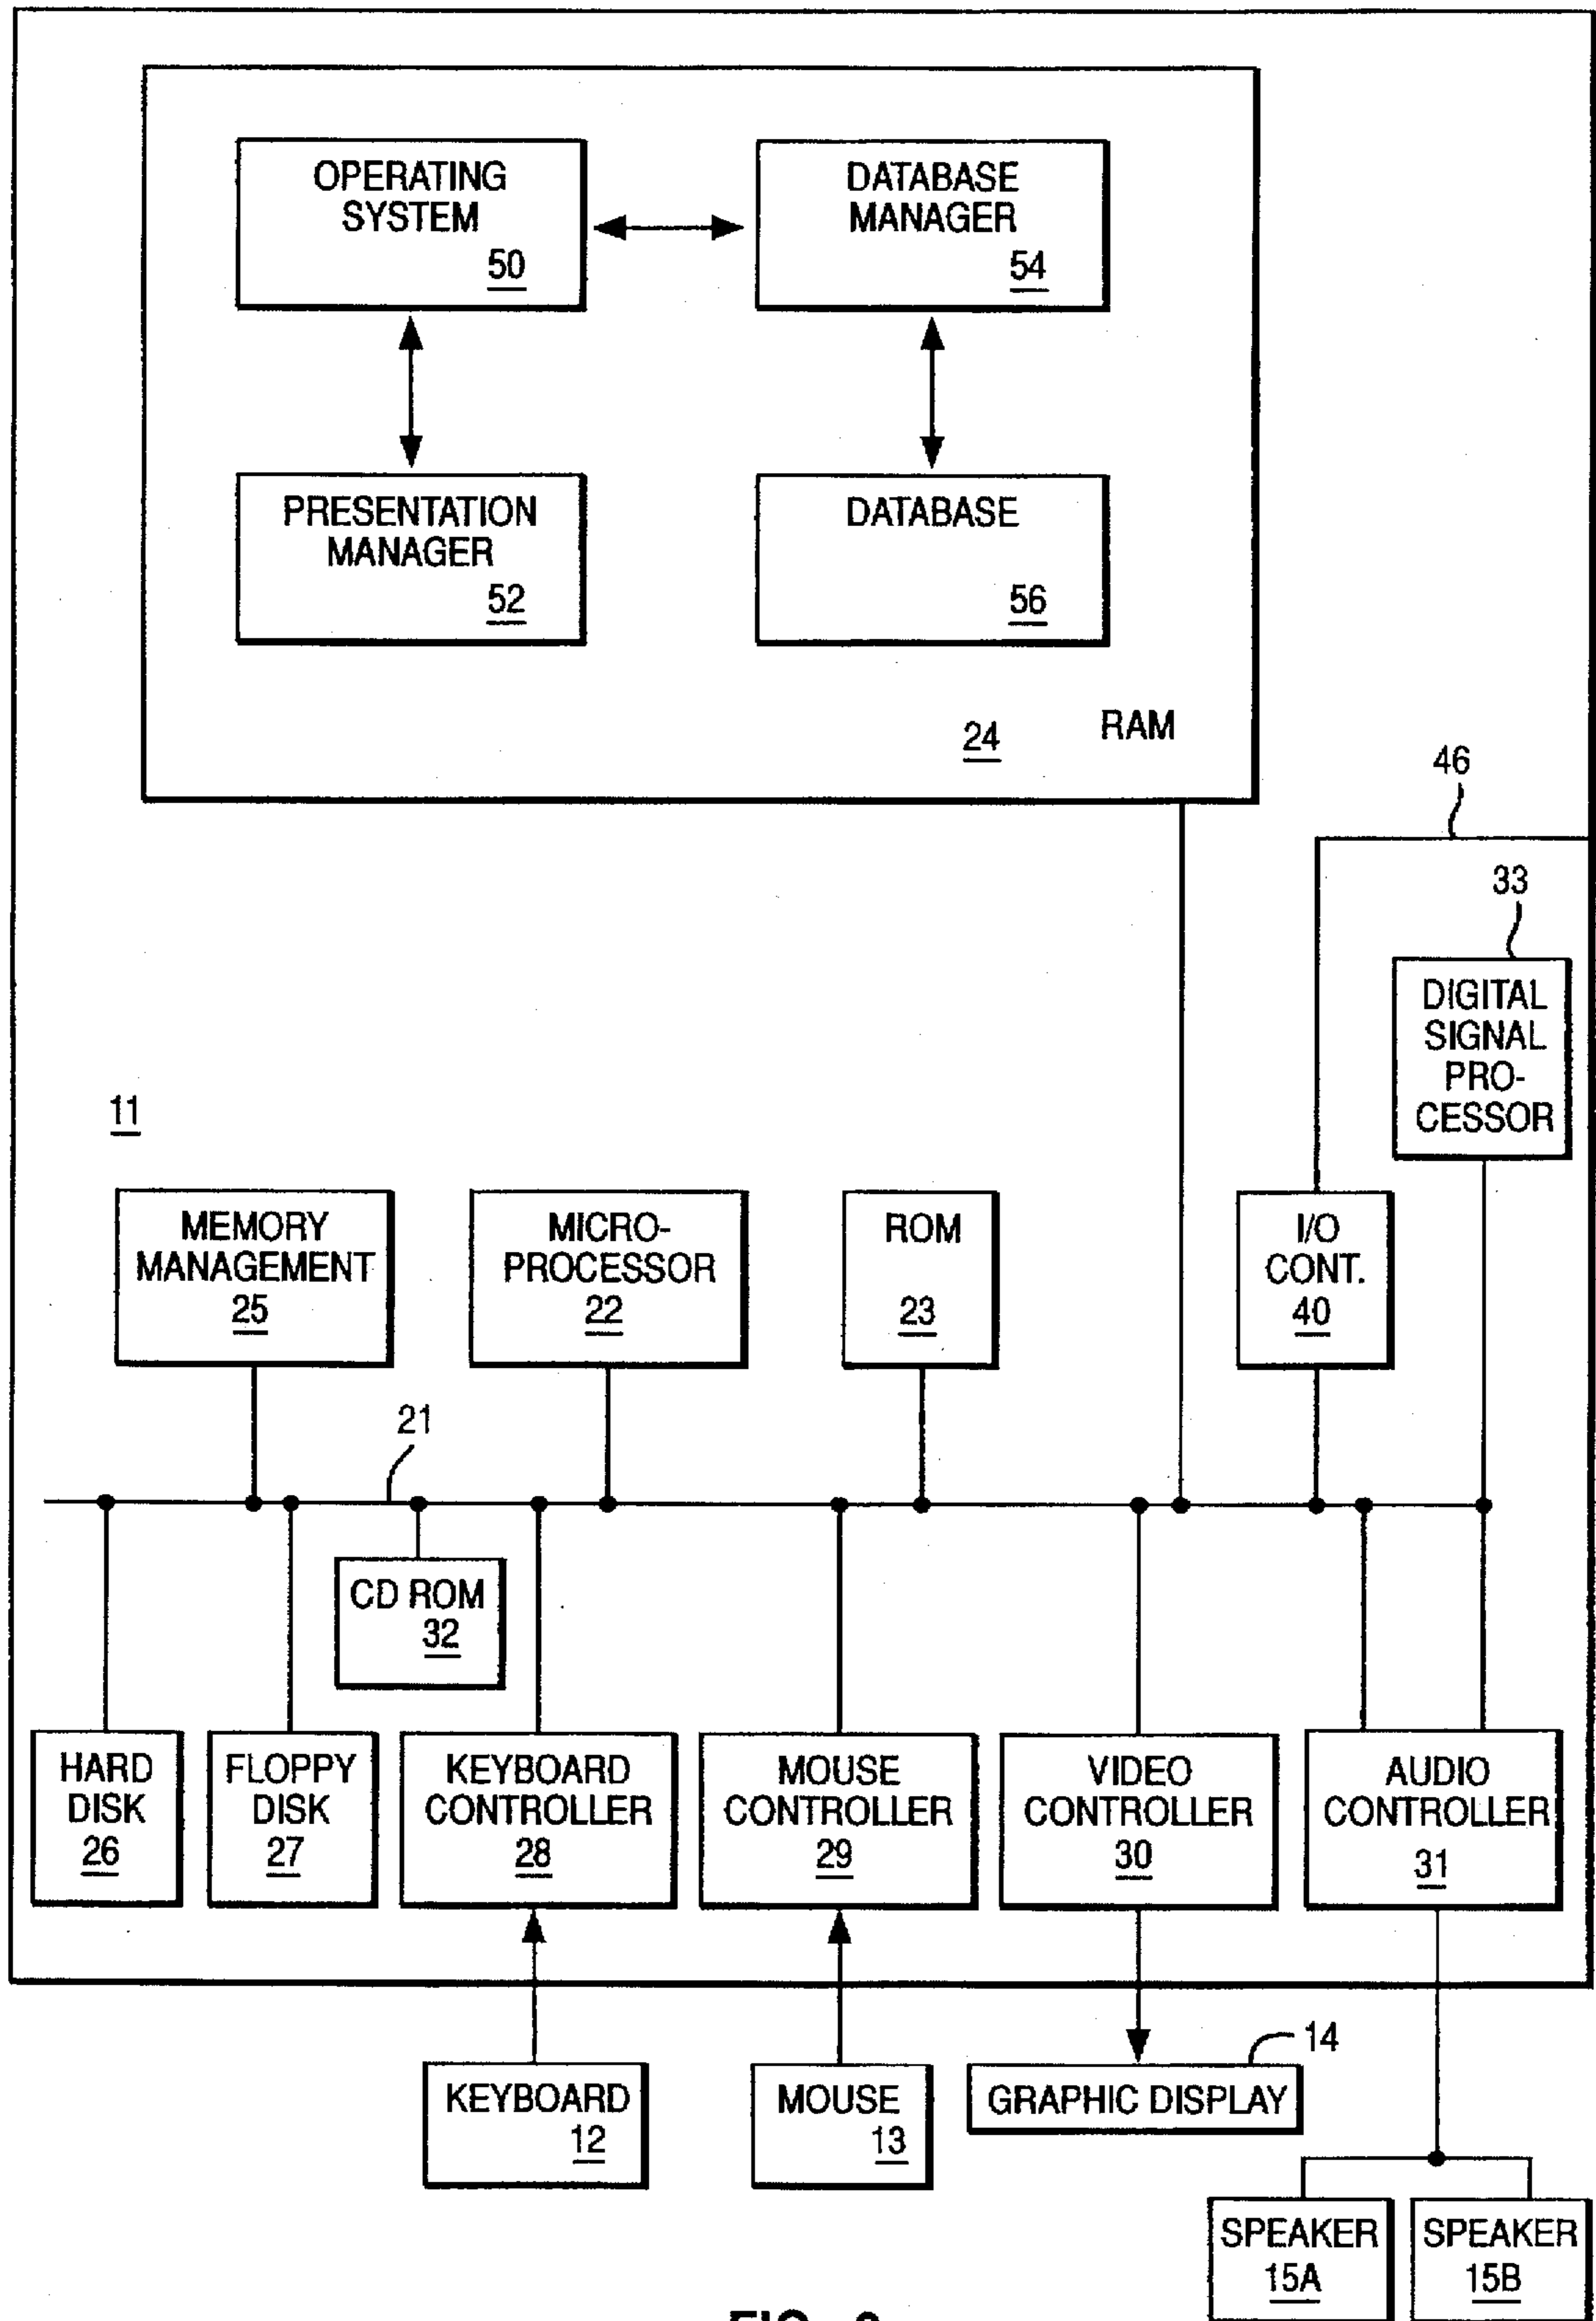 OPERATING
SYSTEM
50
DATABASE
MANAGER
54
PRESENTATION
MANAGER
52
DATABASE
56
24
RAM
46
33
DIGITAL
SIGNAL
PRO-
CESSOR
11
MEMORY
MANAGEMENT
25
MICRO-
PROCESSOR
22
ROM
23
I/O
CONT.
40
21
CD ROM
32
HARD
DISK
26
FLOPPY
DISK
27
KEYBOARD
CONTROLLER
28
MOUSE
CONTROLLER
29
VIDEO
CONTROLLER
30
AUDIO
CONTROLLER
31
KEYBOARD
12
MOUSE
13
14
GRAPHIC DISPLAY
SPEAKER
15A
SPEAKER
15B
FIG.